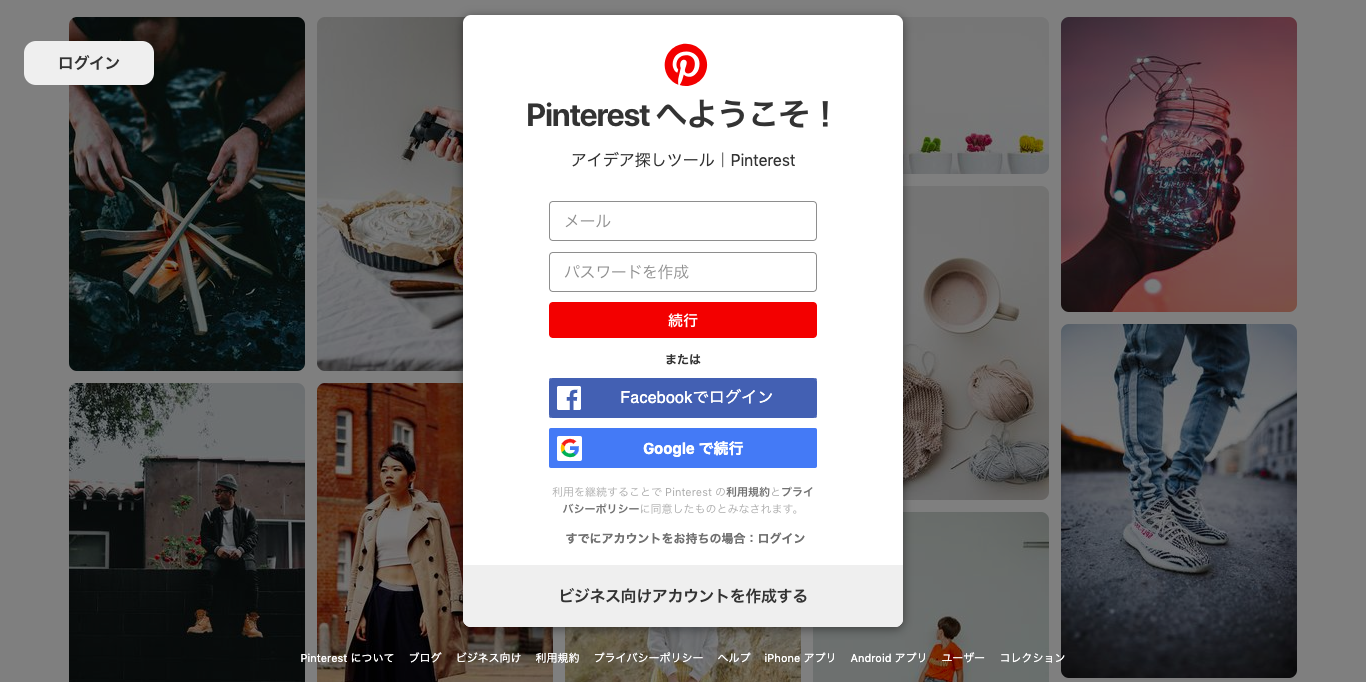 ログイン
Pinterest へようこそ！
アイデア探しツール｜Pinterest
メール
パスワードを作成
続行
または
Facebookでログイン
Google で続行
利用を継続することで Pinterest の利用規約とプライ
バシーポリシーに同意したものとみなされます。
すでにアカウントをお持ちの場合：ログイン
ビジネス向けアカウントを作成する
Pinterest について ブログ ビジネス向け 利用規約 プライバシーポリシー ヘルプ iPhone アプリ Android アプリ ユーザー コレクション